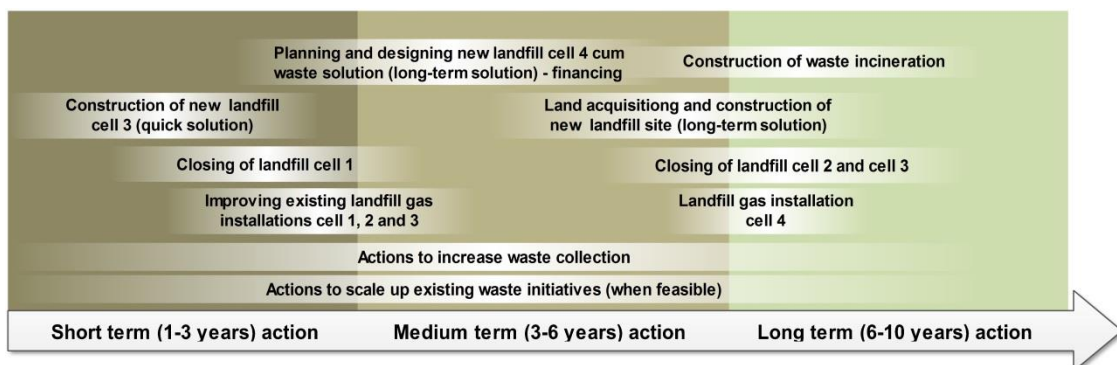 Planning and designing new landfill cell 4 cum
waste solution (long-term solution) - financing
Construction of waste incineration
Construction of new landfill
cell 3 (quick solution)
Land acquisitiong and construction of
new landfill site (long-term solution)
Closing of landfill cell 1
Closing of landfill cell 2 and cell 3
Improving existing landfill gas
installations cell 1, 2 and 3
Landfill gas installation
cell 4
Actions to increase waste collection
Actions to scale up existing waste initiatives (when feasible)
Short term (1-3 years) action
Medium term (3-6 years) action
Long term (6-10 years) action